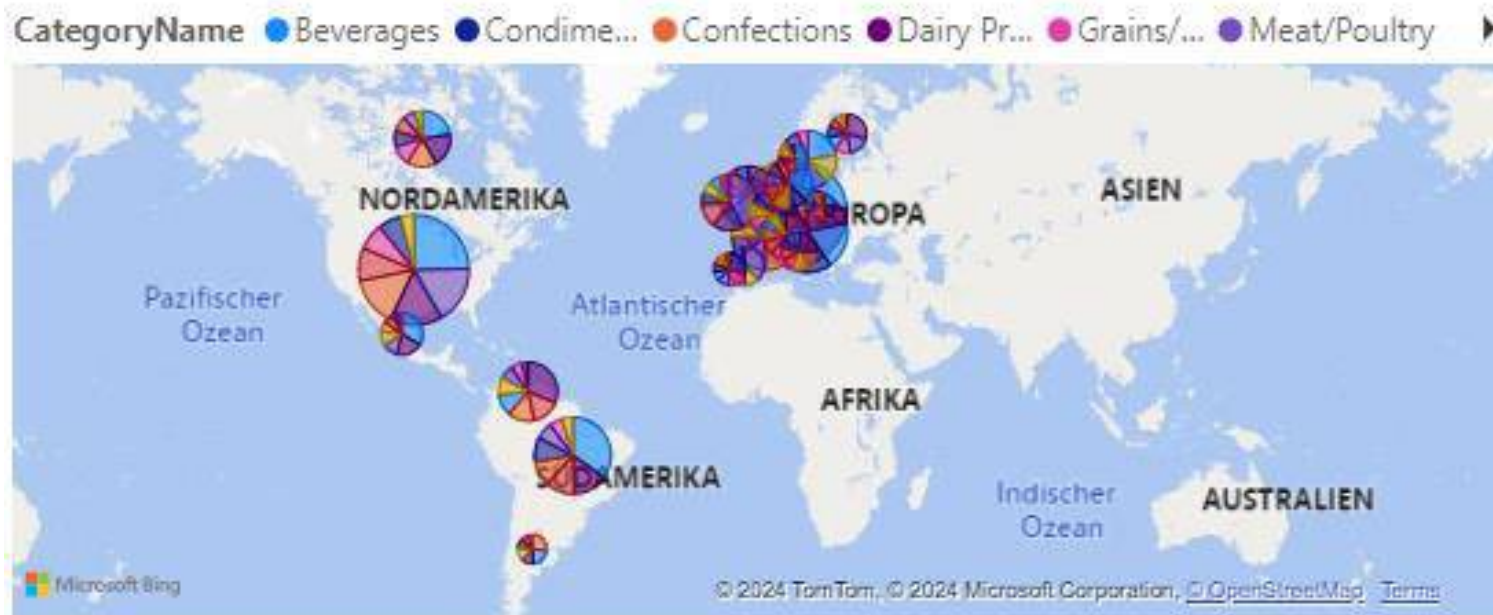 CategoryName Beverages Condime... Confections Dairy Pr... Grains/... Meat/Poultry
NORDAMERIKA
ROPA
ASIEN
Pazifischer
Ozean
Atlantischer
Ozean
AFRIKA
SÜDAMERIKA
Indischer
Ozean
AUSTRALIEN
Microsoft Bing
© 2024 TomTom, © 2024 Microsoft Corporation, © OpenStreetMap Terms